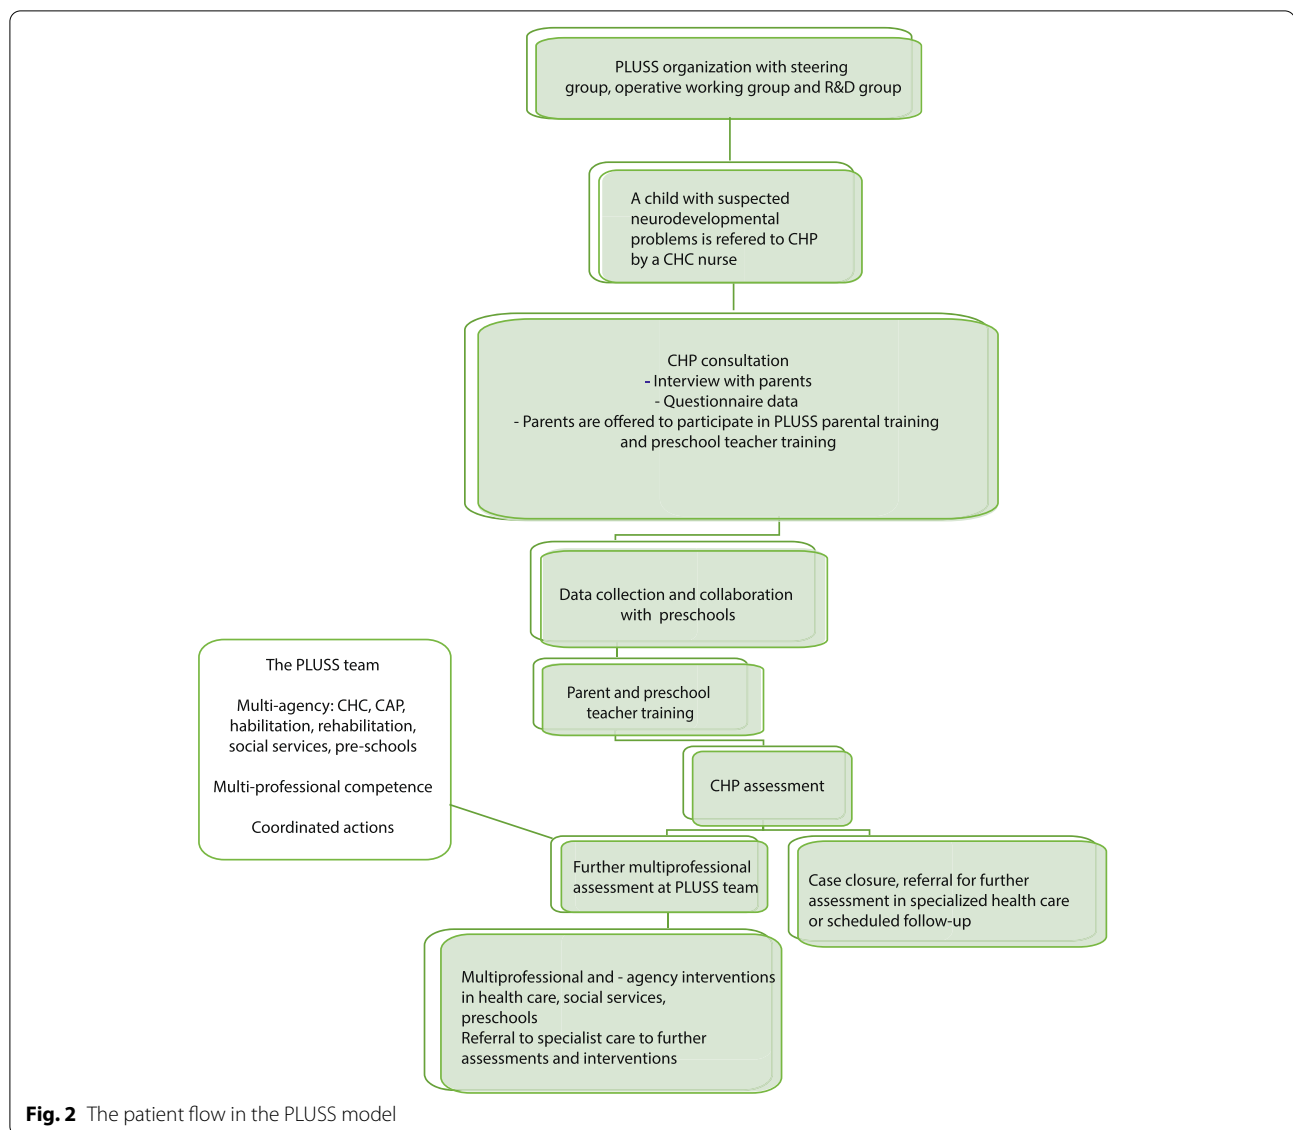 PLUSS organization with steering
group, operative working group and R&D group
A child with suspected
neurodevelopmental
problems is refered to CHP
by a CHC nurse
CHP consultation
- Interview with parents
- Questionnaire data
- Parents are offered to participate in PLUSS parental training
and preschool teacher training
Data collection and collaboration
with preschools
The PLUSS team
Multi-agency: CHC, CAP,
habilitation, rehabilitation,
social services, pre-schools
Multi-professional competence
Coordinated actions
Parent and preschool
teacher training
CHP assessment
Further multiprofessional
assessment at PLUSS team
Case closure, referral for further
assessment in specialized health care
or scheduled follow-up
Multiprofessional and - agency interventions
in health care, social services,
preschools
Referral to specialist care to further
assessments and interventions
Fig. 2 The patient flow in the PLUSS model